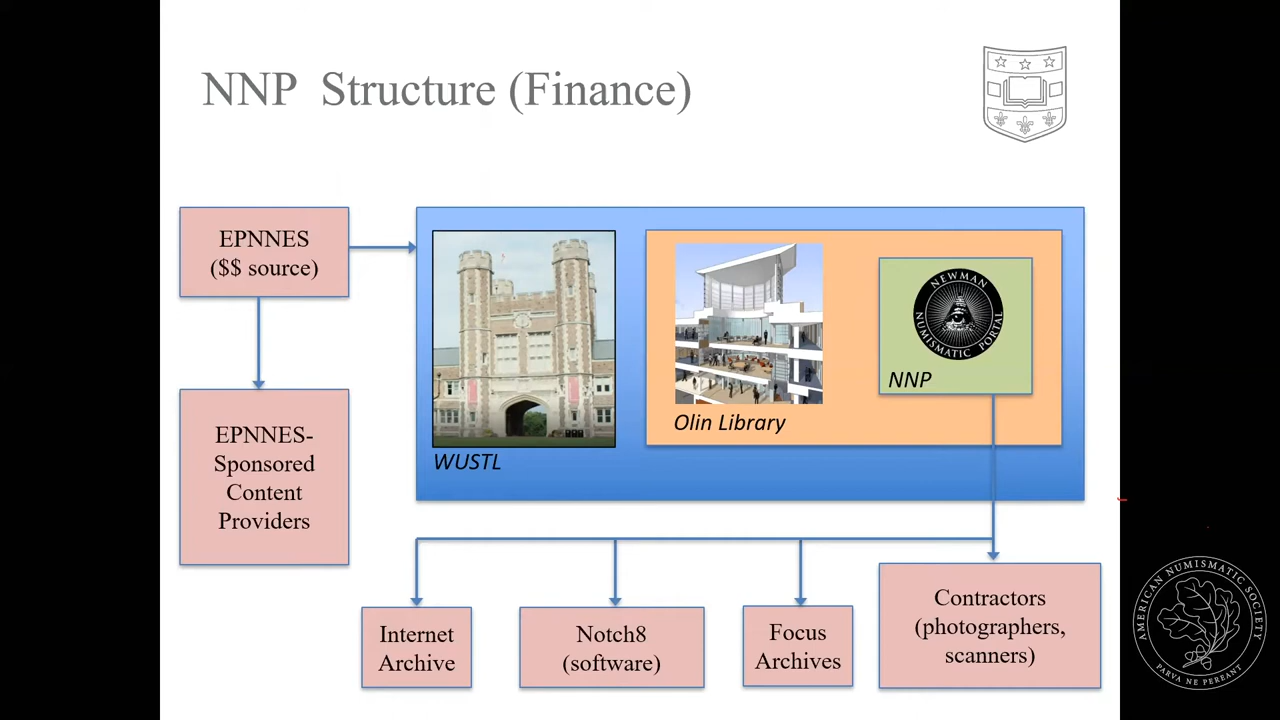 NNP Structure (Finance)
EPNNES
($$ source)
EPNNES-
Sponsored
Content
Providers
WUSTL
Olin Library
NEWMAN
NUMISMATIC PORTAL
NNP
Internet
Archive
Notch8
(software)
Focus
Archives
Contractors
(photographers,
scanners)
AMERICAN NUMISMATIC SOCIETY
PARVA NE PEREANT